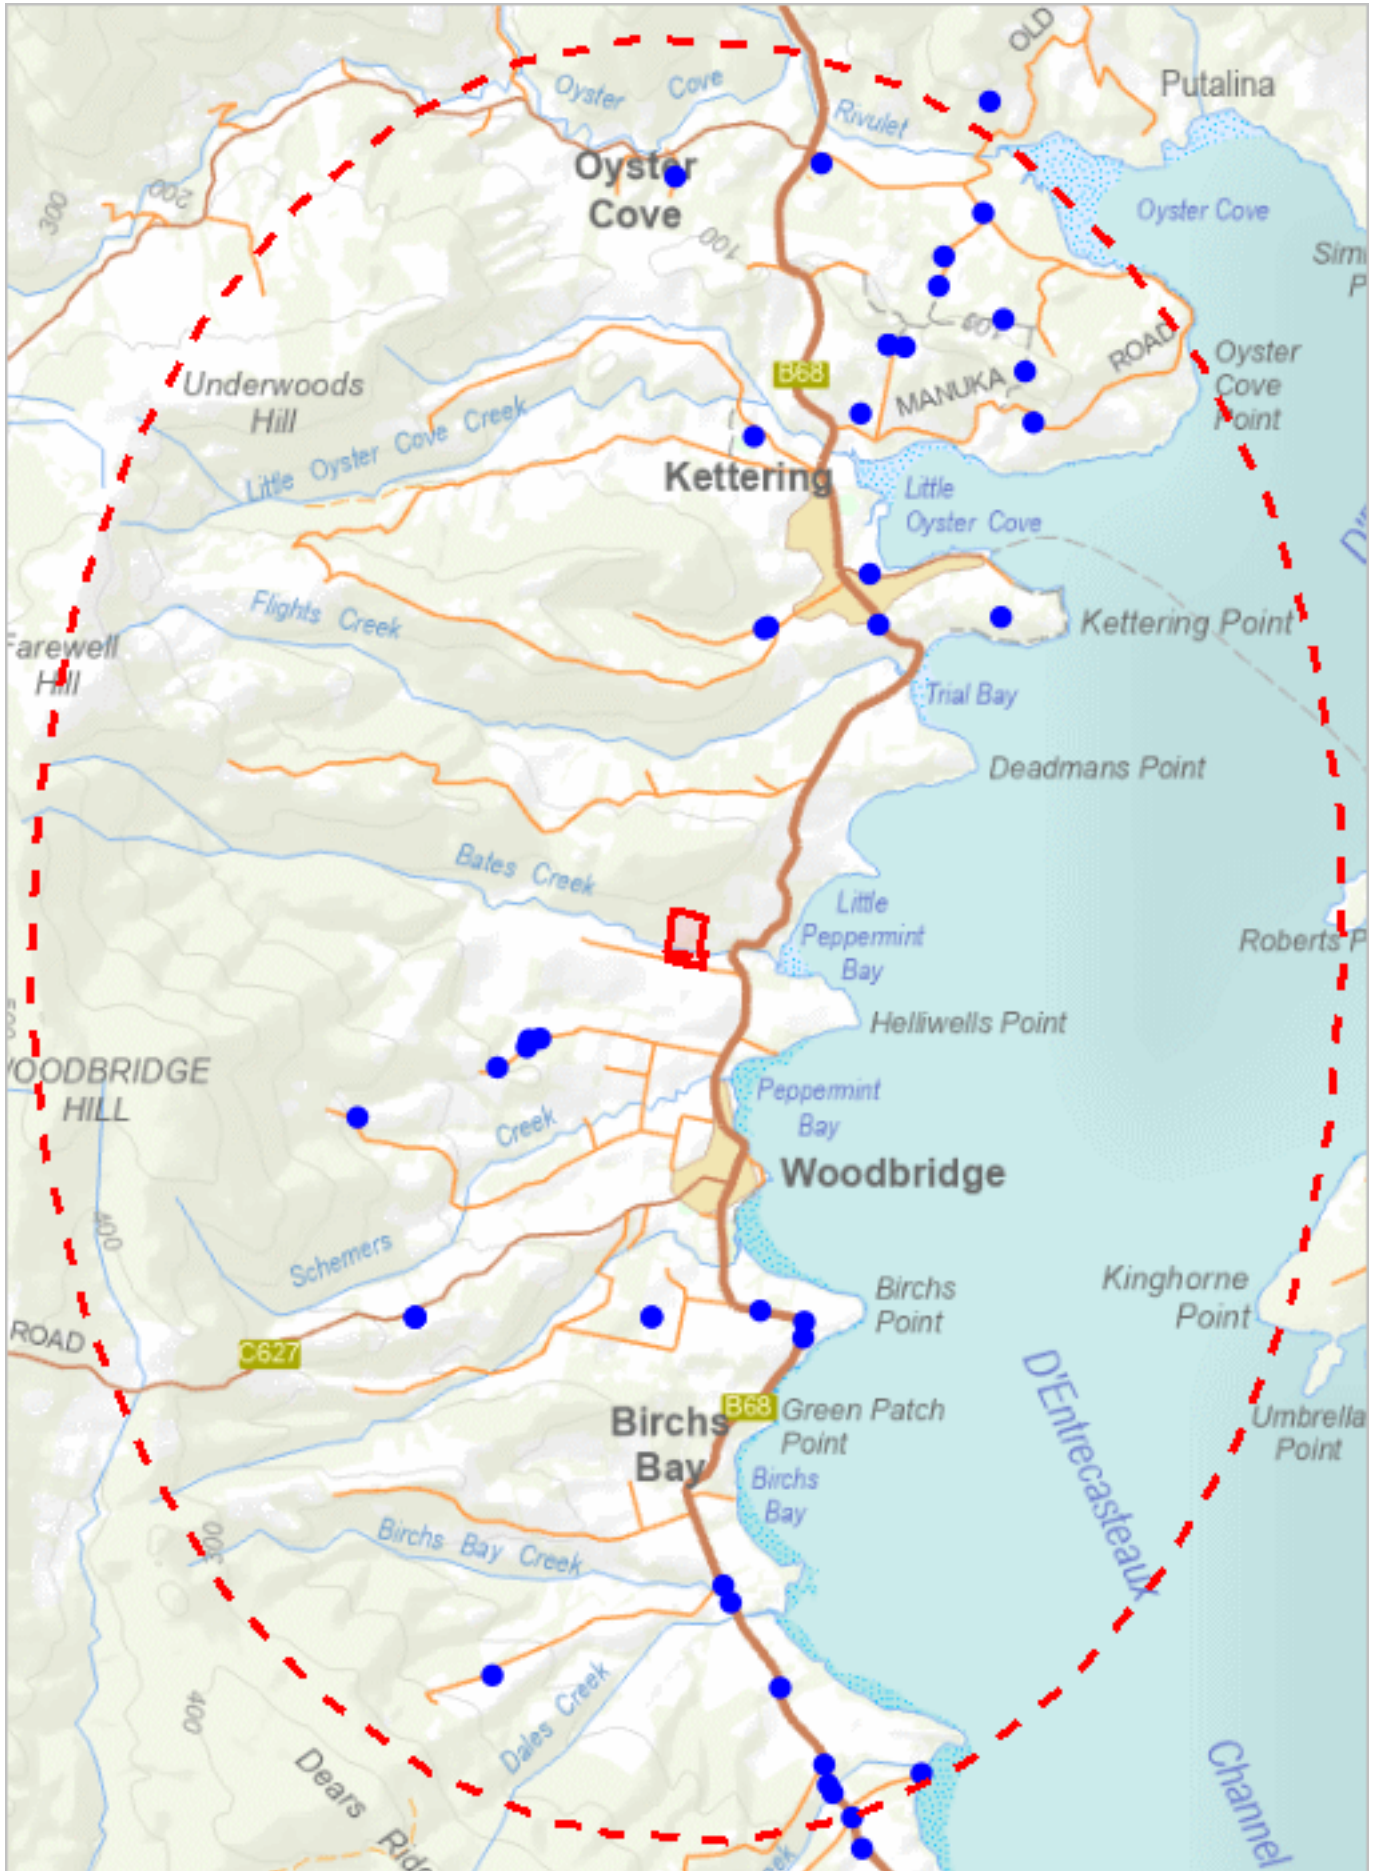 OLD
Putalina
Oyster Cove
Rivulet
Oyster
Cove
200
300
100
Oyster Cove
Sim
P
B68
MANUKA
ROAD
Oyster
Cove
Point
Underwoods
Hill
Little Oyster Cove Creek
Kettering
Little
Oyster Cove
Flights Creek
Kettering Point
Farewell
Hill
Trial Bay
Deadmans Point
Bates Creek
Little
Peppermint
Bay
Roberts P
Helliwells Point
WOODBRIDGE
HILL
Peppermint
Bay
Creek
Woodbridge
400
Schemers
Birchs
Point
Kinghorne
Point
ROAD
C627
B68
Green Patch
Point
Birchs
Bay
Umbrella
Point
D'Entrecasteaux
Birchs
Bay
300
Birchs Bay Creek
400
Dales Creek
Dears
Ridg
Channel